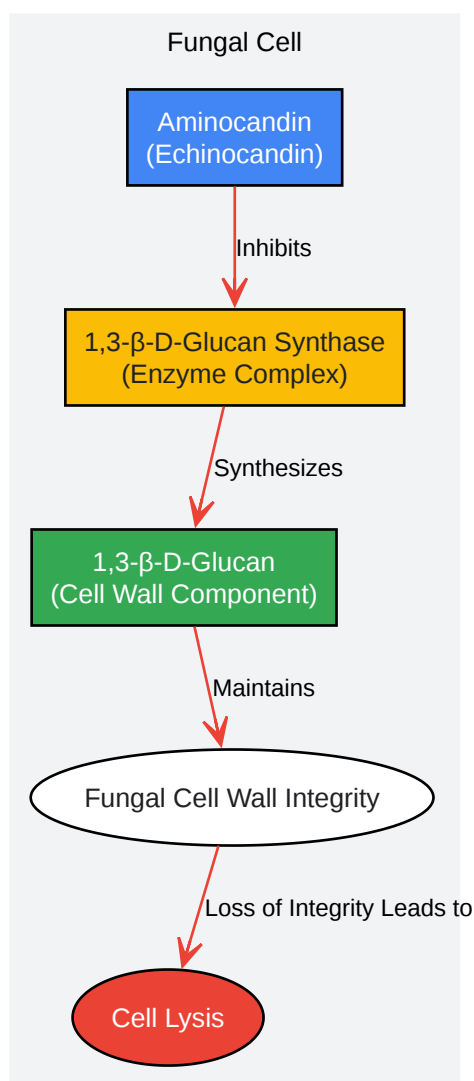 Fungal Cell
Aminocandin
(Echinocandin)
Inhibits
1,3-β-D-Glucan Synthase
(Enzyme Complex)
Synthesizes
1,3-β-D-Glucan
(Cell Wall Component)
Maintains
Fungal Cell Wall Integrity
Loss of Integrity Leads to
Cell Lysis